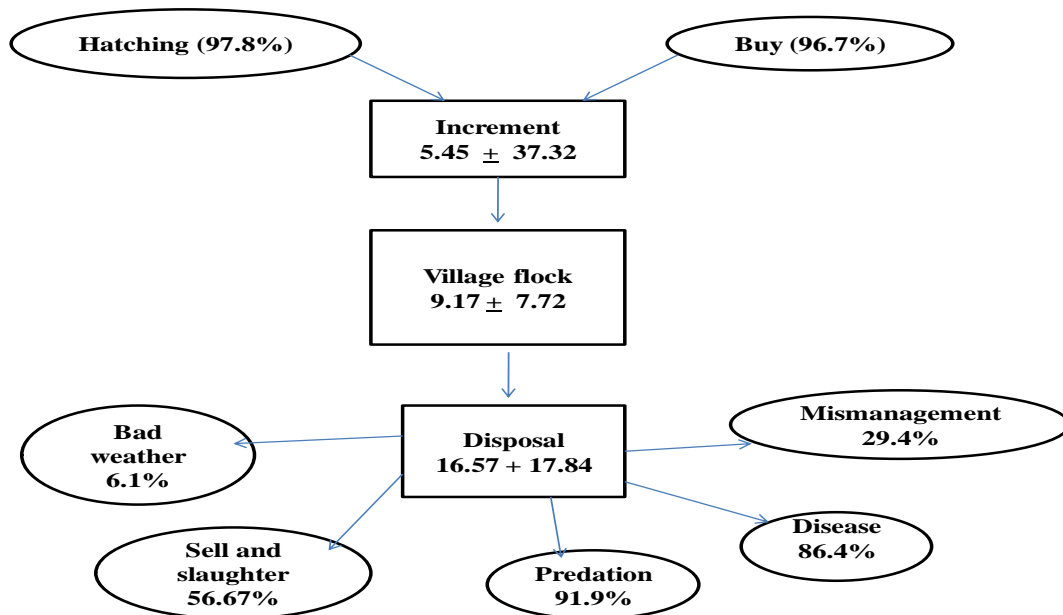 Hatching (97.8%)
Buy (96.7%)
Increment
5.45 ± 37.32
Village flock
9.17 ± 7.72
Disposal
16.57 + 17.84
Bad
weather
6.1%
Mismanagement
29.4%
Sell and
slaughter
56.67%
Predation
91.9%
Disease
86.4%